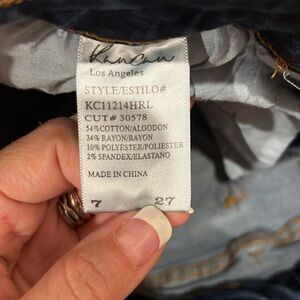 KanCan
Los Angeles
STYLE/ESTILO#
KC11214HRL
CUT# 30578
54%COTTON/ALGODON
34% RAYON/RAYON
10% POLYESTER/POLIESTER
2% SPANDEX/ELASTANO
MADE IN CHINA
7 27